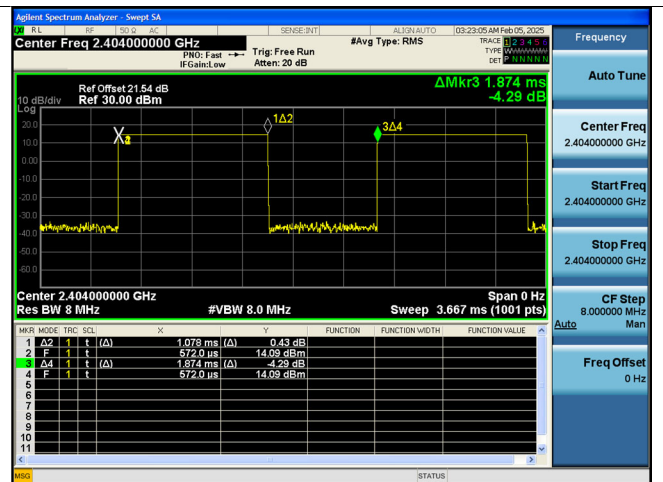 Agilent Spectrum Analyzer - Swept SA
RL RF 50 Ω AC SENSE:INT ALIGNAUTO 03:23:05 AM Feb 05, 2025
Center Freq 2.404000000 GHz
PNO: Fast
IFGain:Low
Trig: Free Run
Atten: 20 dB
#Avg Type: RMS
TRACE 1 2 3 4 5 6
TYPE W
DET P N N N N N
Frequency
ΔMkr3 1.874 ms
-4.29 dB
Ref Offset 21.54 dB
10 dB/div Ref 30.00 dBm
Log
20.0
10.0
0.00
-10.0
-20.0
-30.0
-40.0
-50.0
-60.0
X
1Δ2
3Δ4
Center 2.404000000 GHz Span 0 Hz
Res BW 8 MHz #VBW 8.0 MHz Sweep 3.667 ms (1001 pts)
MKR MODE TRC SCL X Y FUNCTION FUNCTION WIDTH FUNCTION VALUE
1 Δ2 1 t (Δ) 1.078 ms (Δ) 0.43 dB
2 F 1 t 572.0 µs 14.09 dBm
3 Δ4 1 t (Δ) 1.874 ms (Δ) -4.29 dB
4 F 1 t 572.0 µs 14.09 dBm
5
6
7
8
9
10
11
Auto Tune
Center Freq
2.404000000 GHz
Start Freq
2.404000000 GHz
Stop Freq
2.404000000 GHz
CF Step
8.000000 MHz
Auto Man
Freq Offset
0 Hz
MSG STATUS